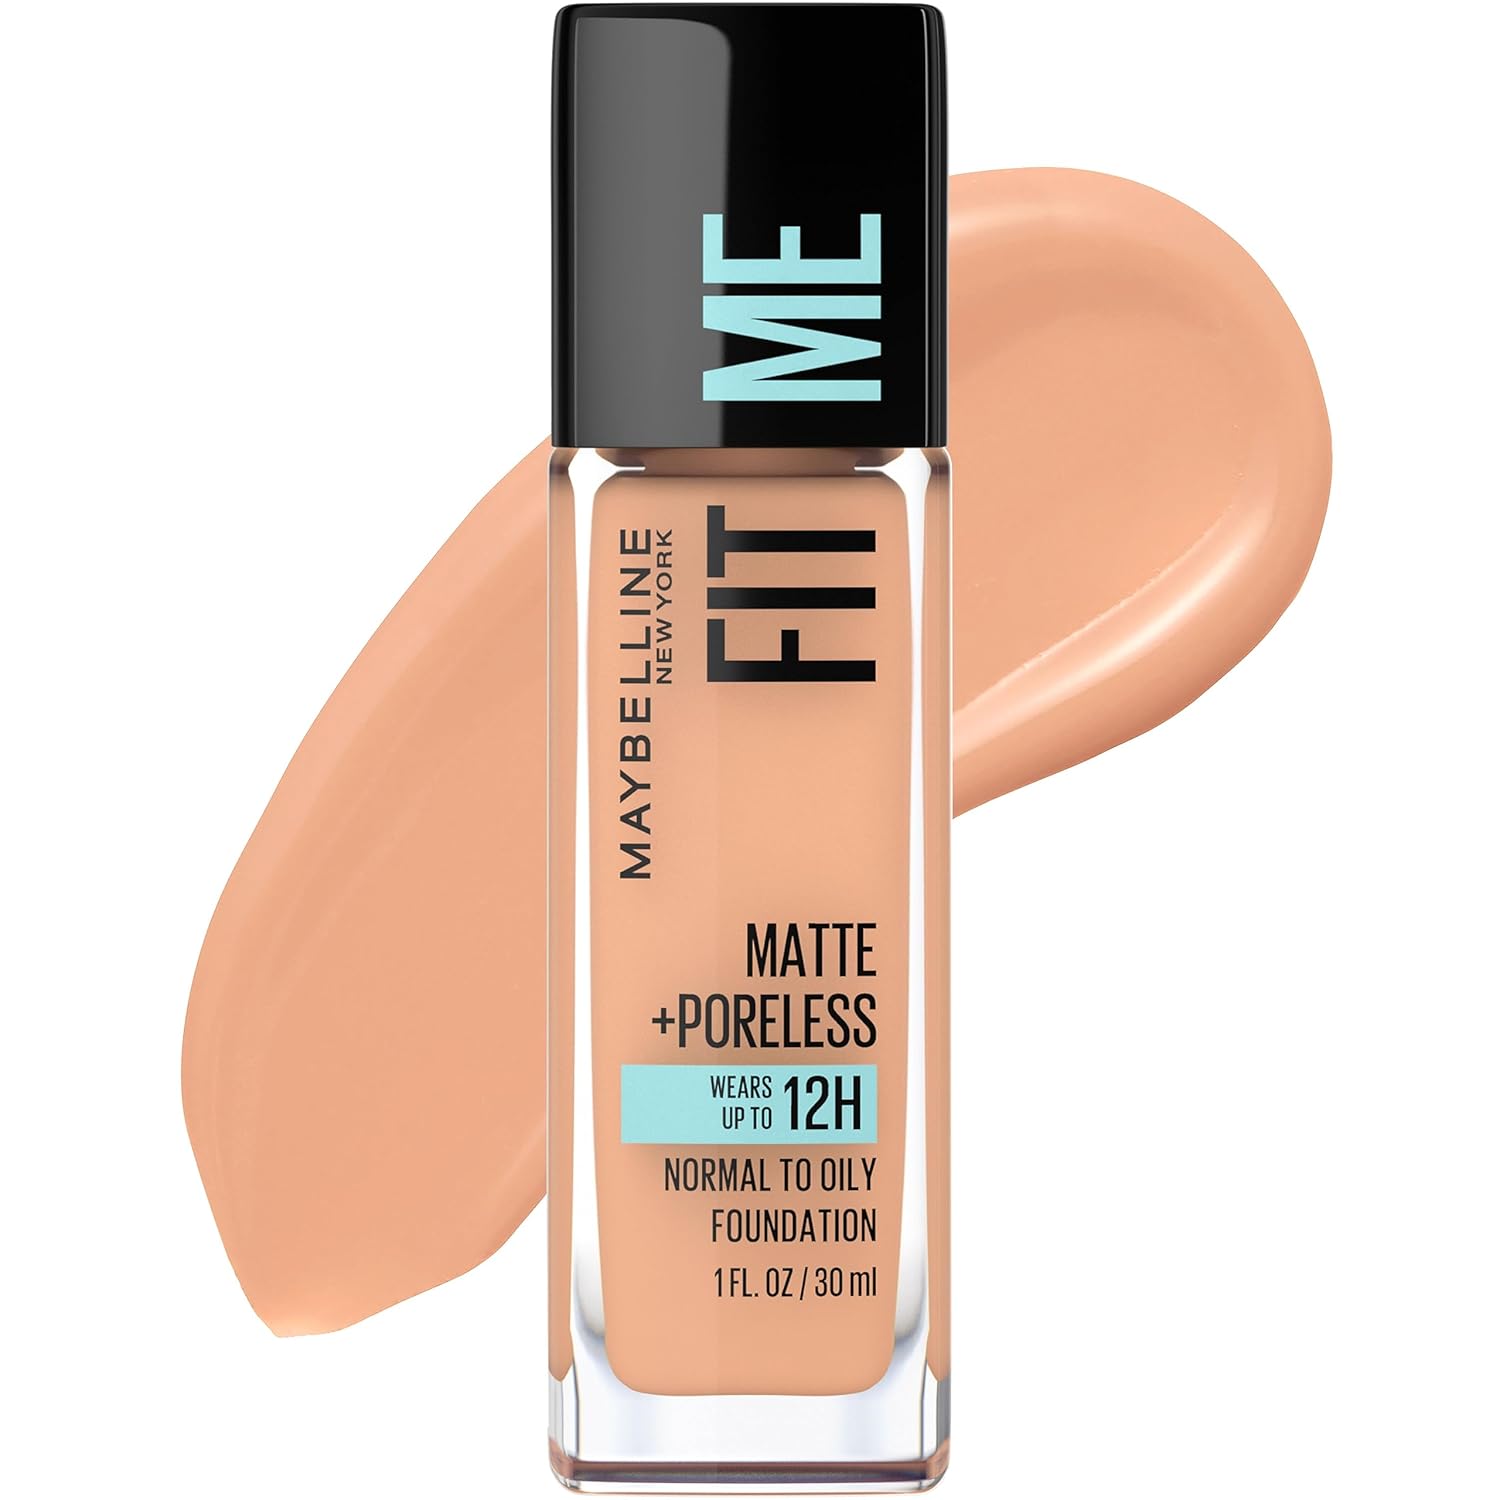 FIT ME
MAYBELLINE
NEW YORK
MATTE
+PORELESS
WEARS
UP TO 12H
NORMAL TO OILY
FOUNDATION
1 FL. OZ / 30 ml